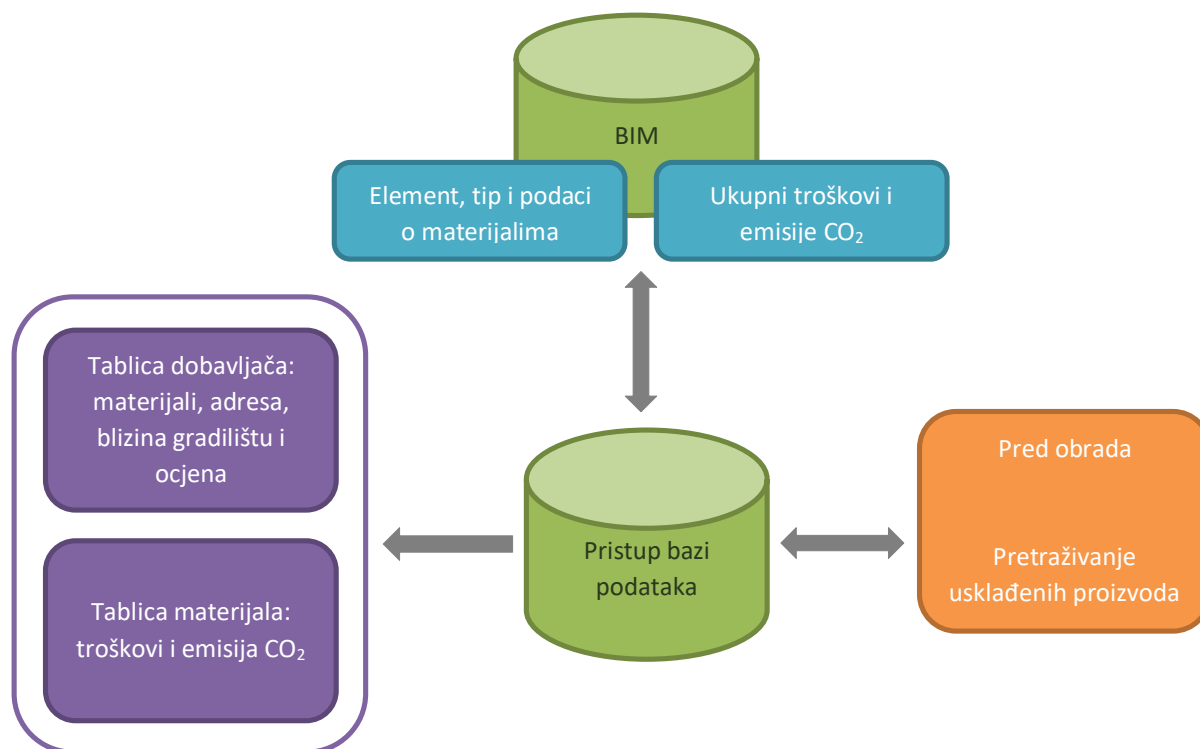 BIM
Element, tip i podaci
o materijalima
Ukupni troškovi i
emisije CO₂
Tablica dobavljača:
materijali, adresa,
blizina gradilištu i
ocjena
Tablica materijala:
troškovi i emisija CO₂
Pristup bazi
podataka
Pred obrada
Pretraživanje
usklađenih proizvoda